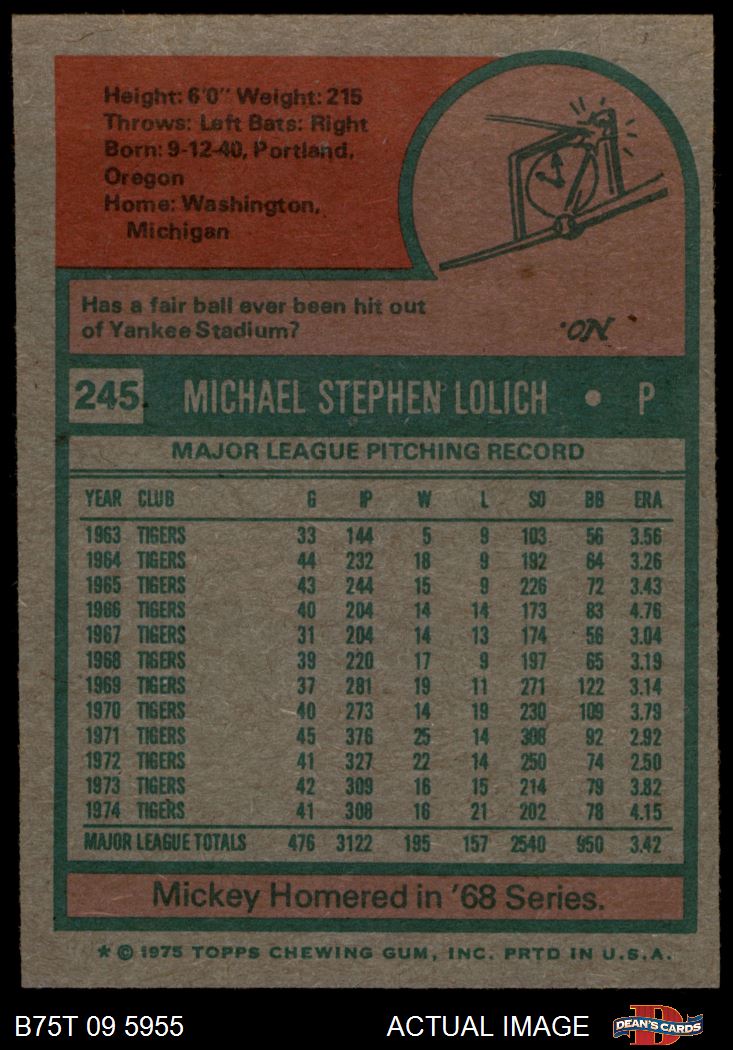 Height: 6'0" Weight: 215
Throws: Left Bats: Right
Born: 9-12-40, Portland,
Oregon
Home: Washington,
Michigan
Has a fair ball ever been hit out
of Yankee Stadium?
No.
245 MICHAEL STEPHEN LOLICH • P
MAJOR LEAGUE PITCHING RECORD
YEAR CLUB G IP W L SO BB ERA
1963 TIGERS 33 144 5 9 103 56 3.56
1964 TIGERS 44 232 18 9 192 64 3.26
1965 TIGERS 43 244 15 9 226 72 3.43
1966 TIGERS 40 204 14 14 173 83 4.76
1967 TIGERS 31 204 14 13 174 56 3.04
1968 TIGERS 39 220 17 9 197 65 3.19
1969 TIGERS 37 281 19 11 271 122 3.14
1970 TIGERS 40 273 14 19 230 109 3.79
1971 TIGERS 45 376 25 14 308 92 2.92
1972 TIGERS 41 327 22 14 250 74 2.50
1973 TIGERS 42 309 16 15 214 79 3.82
1974 TIGERS 41 308 16 21 202 78 4.15
MAJOR LEAGUE TOTALS 476 3122 195 157 2540 950 3.42
Mickey Homered in '68 Series.
* © 1975 TOPPS CHEWING GUM, INC. PRTD IN U.S.A.
B75T 09 5955 ACTUAL IMAGE D DEAN'S CARDS